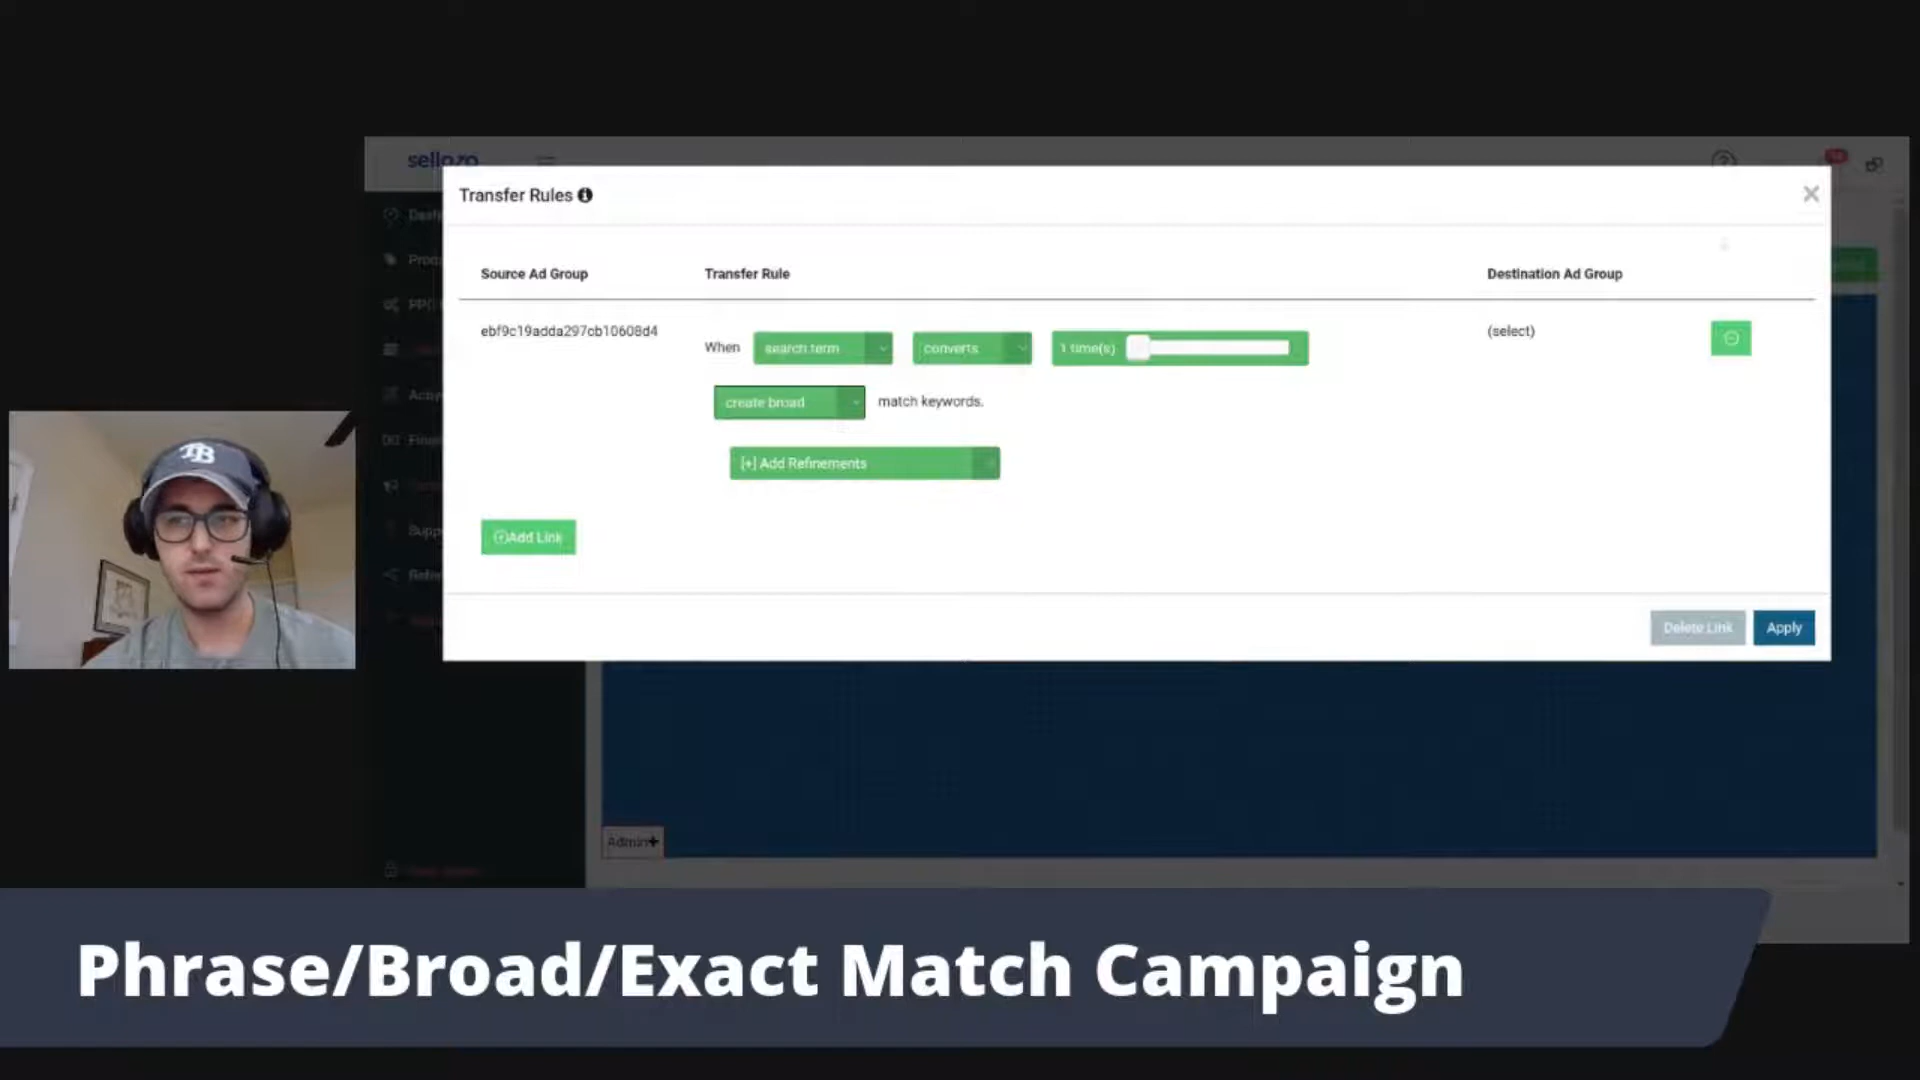 sellozo
Transfer Rules
Source Ad Group
Transfer Rule
Destination Ad Group
ebf9c19adda297cb10608d4
When
search term
converts
1 time(s)
(select)
create broad
match keywords.
[+] Add Refinements
Add Link
Delete Link
Apply
TB
Admin+
Phrase/Broad/Exact Match Campaign